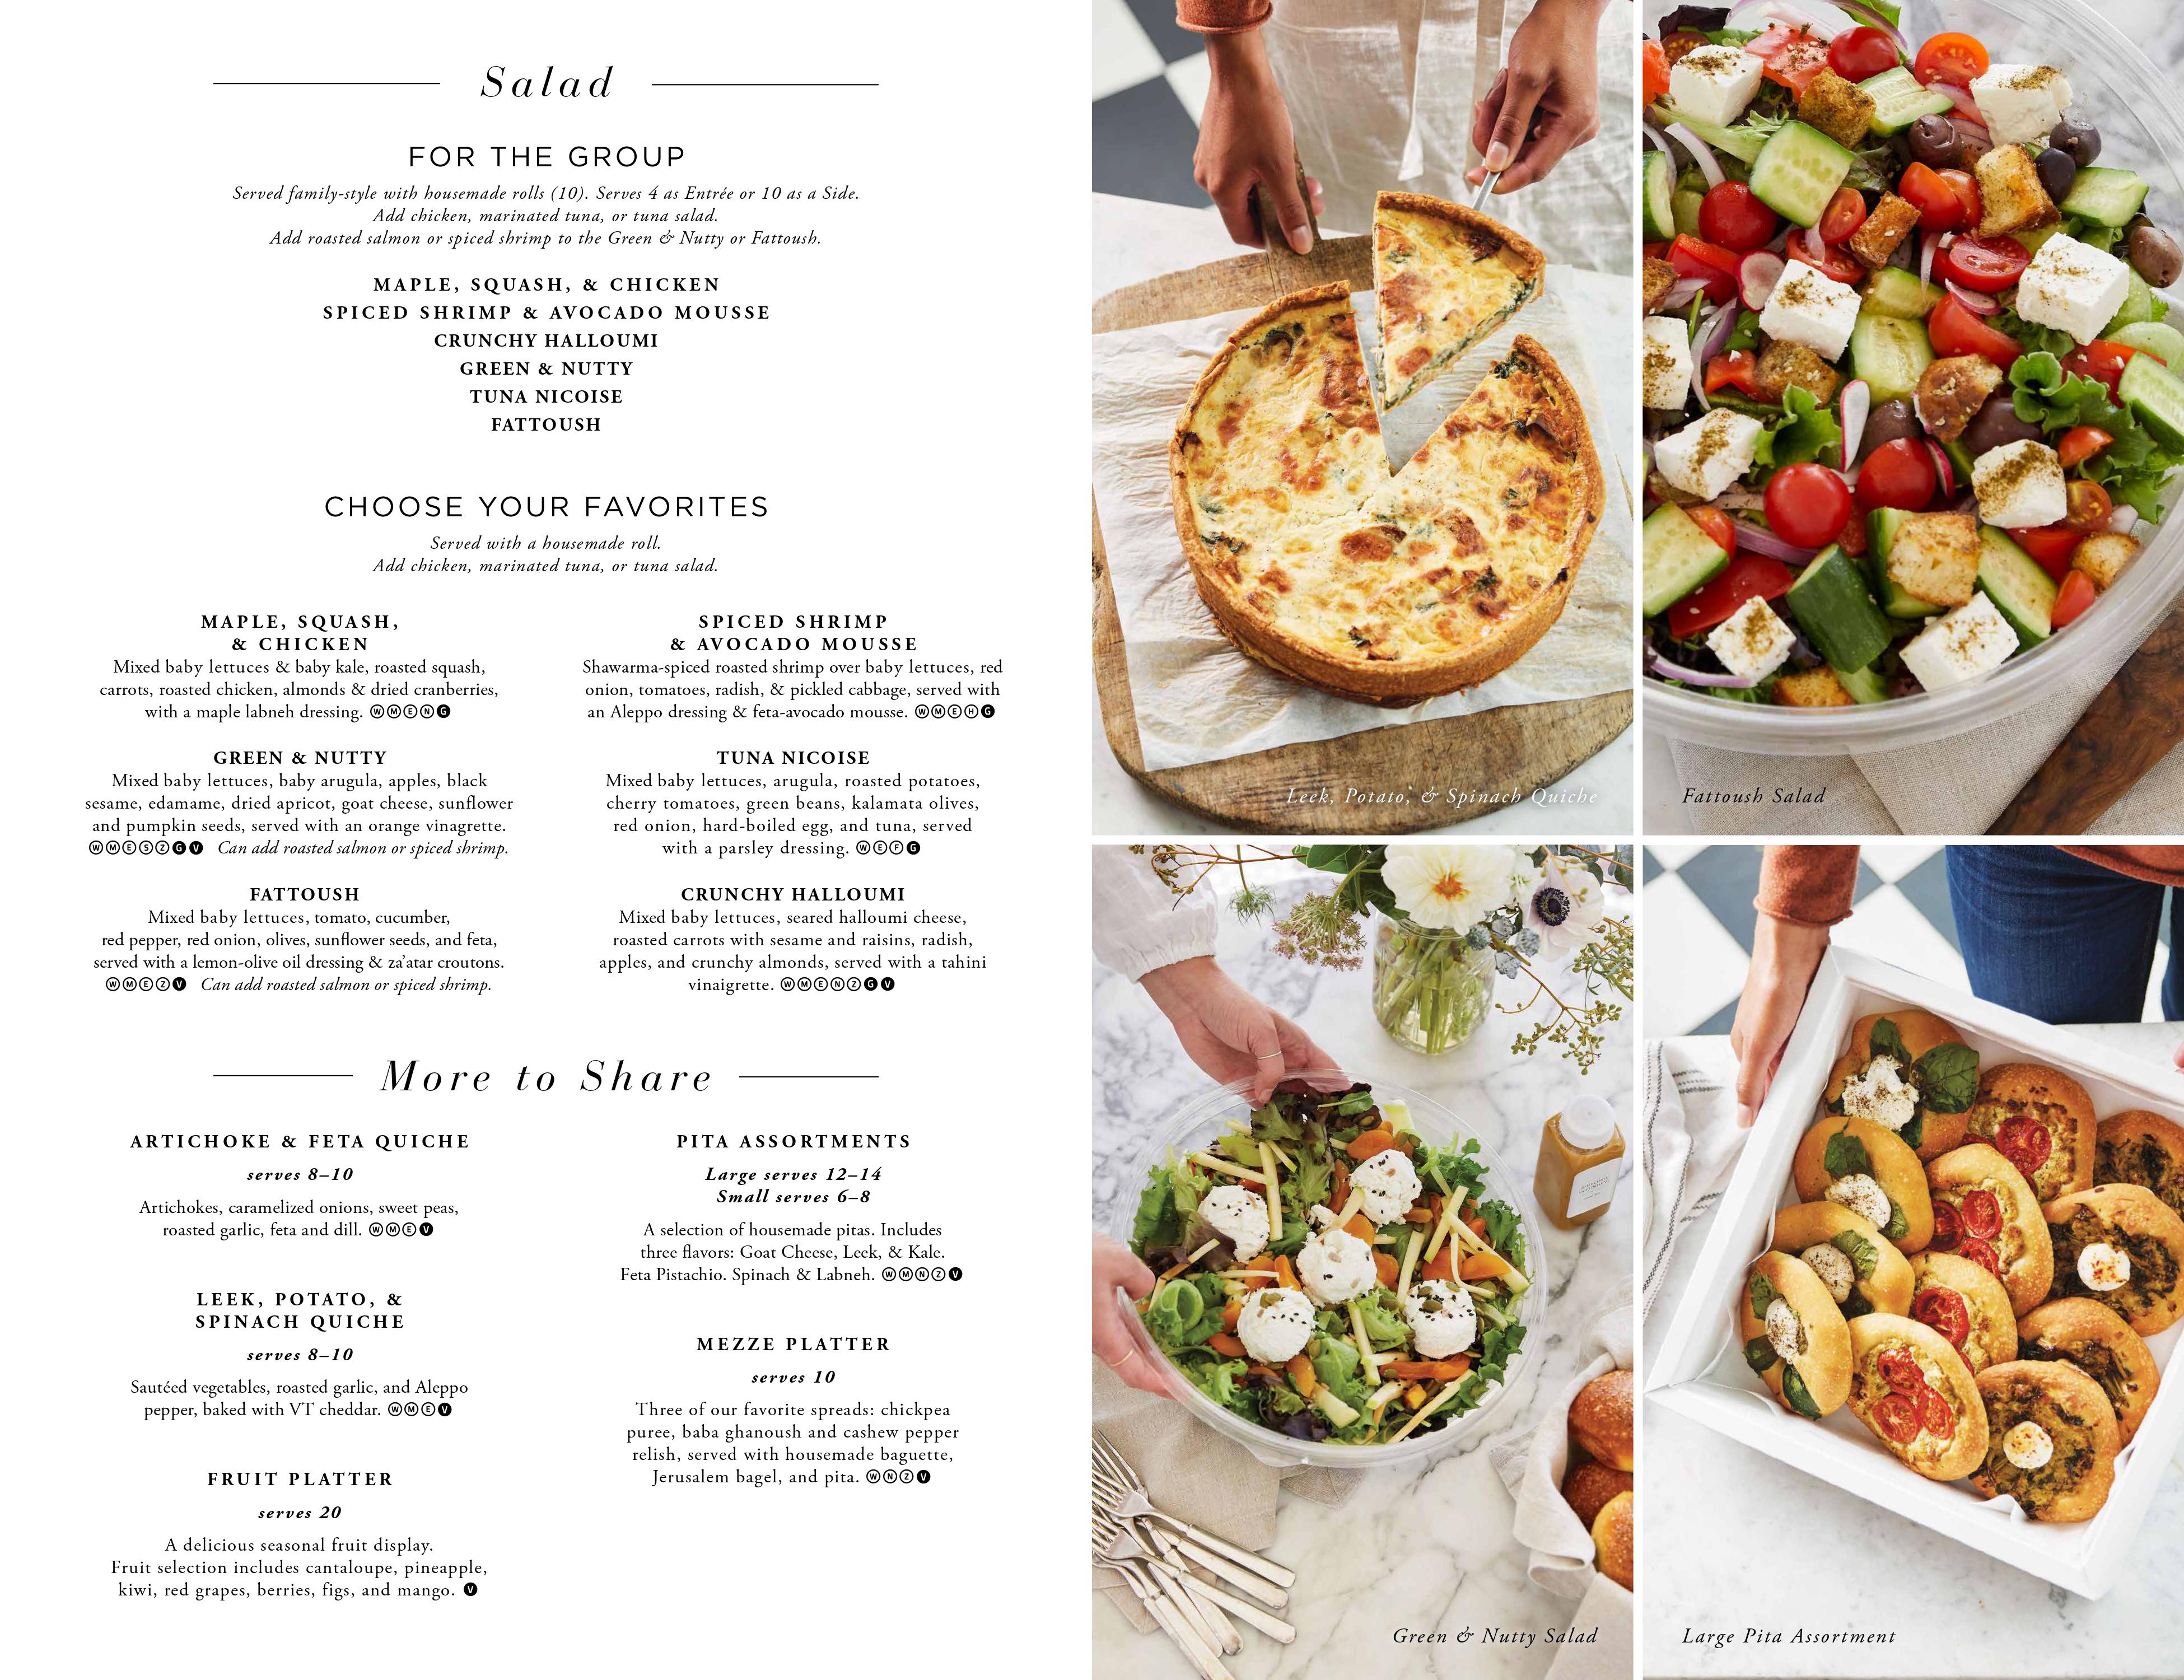 Salad
FOR THE GROUP
Served family-style with housemade rolls (10). Serves 4 as Entrée or 10 as a Side.
Add chicken, marinated tuna, or tuna salad.
Add roasted salmon or spiced shrimp to the Green & Nutty or Fattoush.
MAPLE, SQUASH, & CHICKEN
SPICED SHRIMP & AVOCADO MOUSSE
CRUNCHY HALLOUMI
GREEN & NUTTY
TUNA NICOISE
FATTOUSH
CHOOSE YOUR FAVORITES
Served with a housemade roll.
Add chicken, marinated tuna, or tuna salad.
MAPLE, SQUASH,
& CHICKEN
Mixed baby lettuces & baby kale, roasted squash,
carrots, roasted chicken, almonds & dried cranberries,
with a maple labneh dressing. Ⓦ Ⓜ Ⓔ Ⓝ 🅖
GREEN & NUTTY
Mixed baby lettuces, baby arugula, apples, black
sesame, edamame, dried apricot, goat cheese, sunflower
and pumpkin seeds, served with an orange vinagrette.
Ⓦ Ⓜ Ⓔ Ⓢ Ⓩ 🅖 🅥 Can add roasted salmon or spiced shrimp.
FATTOUSH
Mixed baby lettuces, tomato, cucumber,
red pepper, red onion, olives, sunflower seeds, and feta,
served with a lemon-olive oil dressing & za’atar croutons.
Ⓦ Ⓜ Ⓔ Ⓩ 🅥 Can add roasted salmon or spiced shrimp.
SPICED SHRIMP
& AVOCADO MOUSSE
Shawarma-spiced roasted shrimp over baby lettuces, red
onion, tomatoes, radish, & pickled cabbage, served with
an Aleppo dressing & feta-avocado mousse. Ⓦ Ⓜ Ⓔ Ⓗ 🅖
TUNA NICOISE
Mixed baby lettuces, arugula, roasted potatoes,
cherry tomatoes, green beans, kalamata olives,
red onion, hard-boiled egg, and tuna, served
with a parsley dressing. Ⓦ Ⓔ Ⓕ 🅖
CRUNCHY HALLOUMI
Mixed baby lettuces, seared halloumi cheese,
roasted carrots with sesame and raisins, radish,
apples, and crunchy almonds, served with a tahini
vinaigrette. Ⓦ Ⓜ Ⓔ Ⓝ Ⓩ 🅖 🅥
More to Share
ARTICHOKE & FETA QUICHE
serves 8–10
Artichokes, caramelized onions, sweet peas,
roasted garlic, feta and dill. Ⓦ Ⓜ Ⓔ 🅥
LEEK, POTATO, &
SPINACH QUICHE
serves 8–10
Sautéed vegetables, roasted garlic, and Aleppo
pepper, baked with VT cheddar. Ⓦ Ⓜ Ⓔ 🅥
FRUIT PLATTER
serves 20
A delicious seasonal fruit display.
Fruit selection includes cantaloupe, pineapple,
kiwi, red grapes, berries, figs, and mango. 🅥
PITA ASSORTMENTS
Large serves 12–14
Small serves 6–8
A selection of housemade pitas. Includes
three flavors: Goat Cheese, Leek, & Kale.
Feta Pistachio. Spinach & Labneh. Ⓦ Ⓜ Ⓝ Ⓩ 🅥
MEZZE PLATTER
serves 10
Three of our favorite spreads: chickpea
puree, baba ghanoush and cashew pepper
relish, served with housemade baguette,
Jerusalem bagel, and pita. Ⓦ Ⓝ Ⓩ 🅥
Leek, Potato, & Spinach Quiche
Fattoush Salad
Green & Nutty Salad
Large Pita Assortment